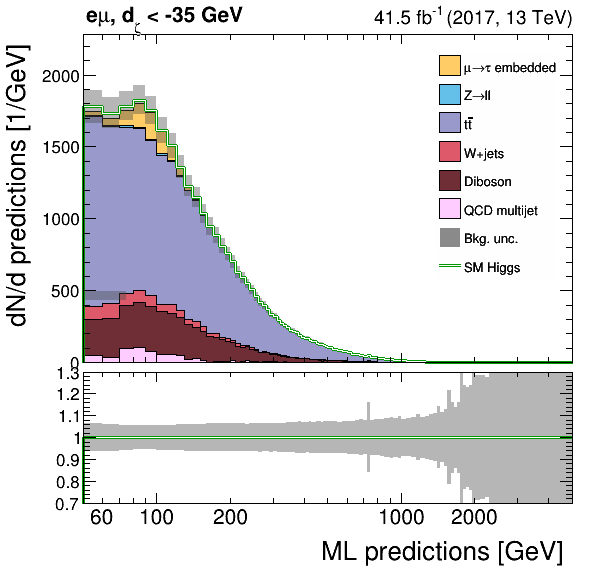 eμ, d_ζ < -35 GeV
41.5 fb⁻¹ (2017, 13 TeV)
dN/d predictions [1/GeV]
2000
1500
1000
500
0
μ→τ embedded
Z→ll
tt̅
W+jets
Diboson
QCD multijet
Bkg. unc.
SM Higgs
1.3
1.2
1.1
1
0.9
0.8
0.7
60 100 200 1000 2000
ML predictions [GeV]